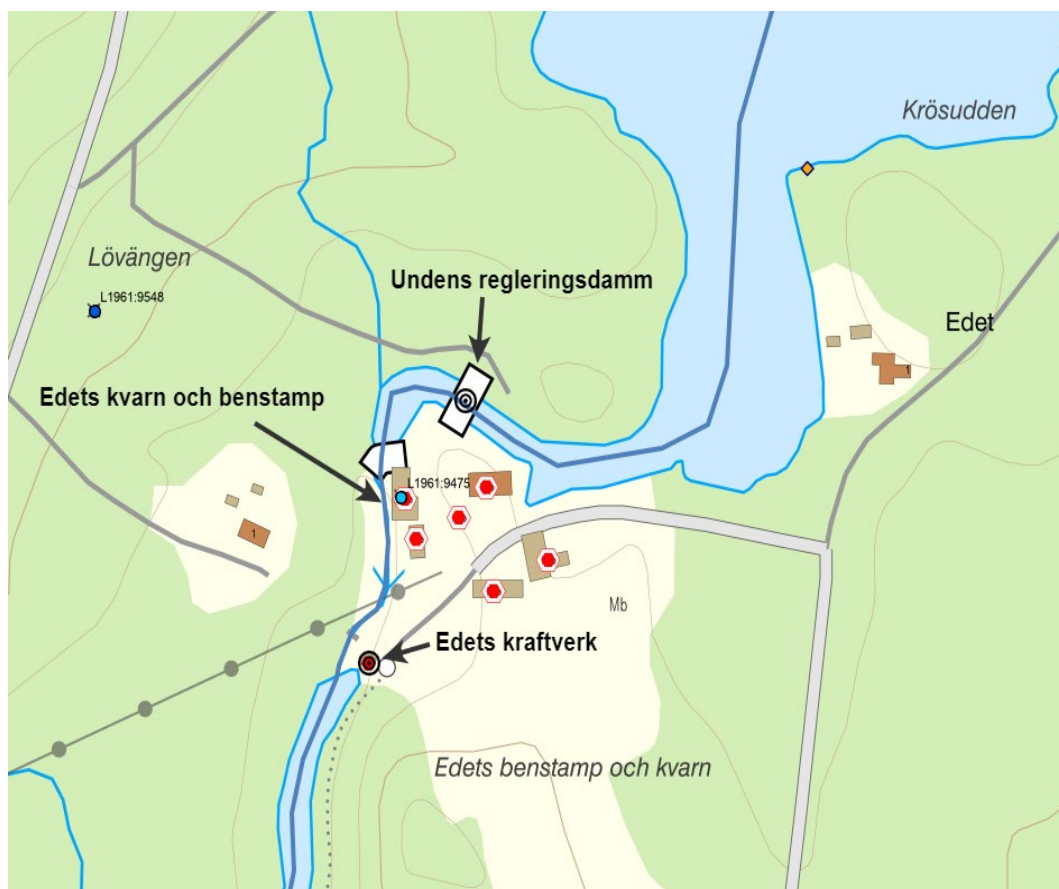 Krösudden
Lövängen
Undens regleringsdamm
L1961:9548
Edet
1
Edets kvarn och benstamp
L1961:9475
1
Mb
Edets kraftverk
Edets benstamp och kvarn